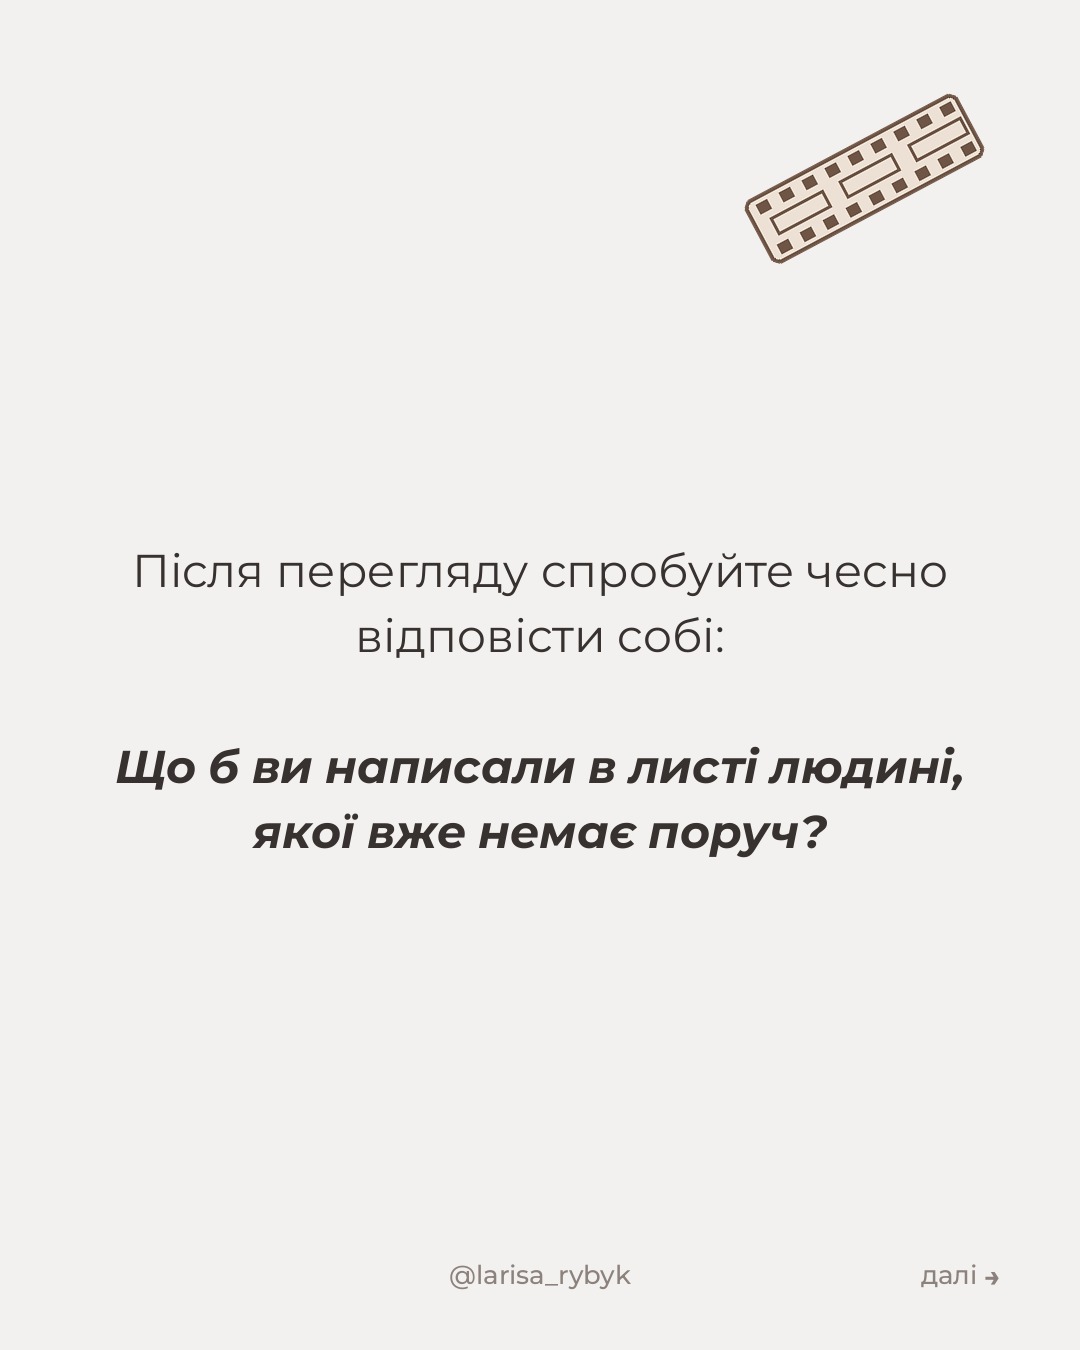 Після перегляду спробуйте чесно
відповісти собі:
Що б ви написали в листі людині,
якої вже немає поруч?
@larisa_rybyk
далі →